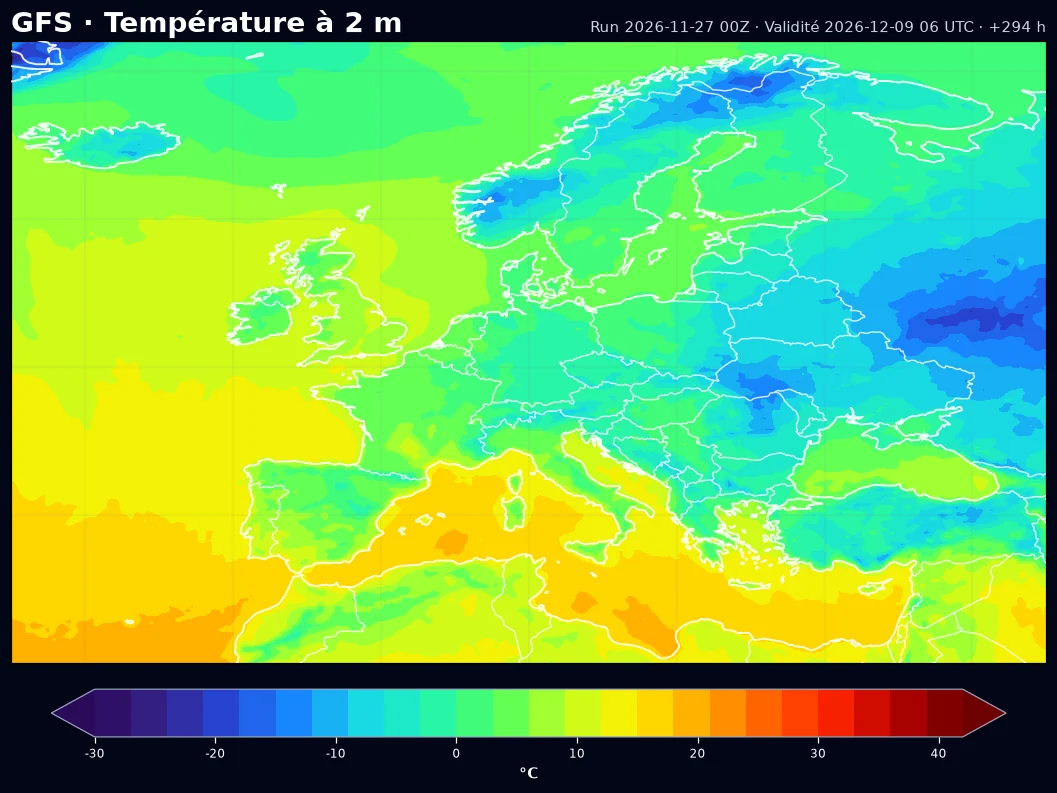 GFS · Température à 2 m
Run 2026-11-27 00Z · Validité 2026-12-09 06 UTC · +294 h
-30 -20 -10 0 10 20 30 40
°C